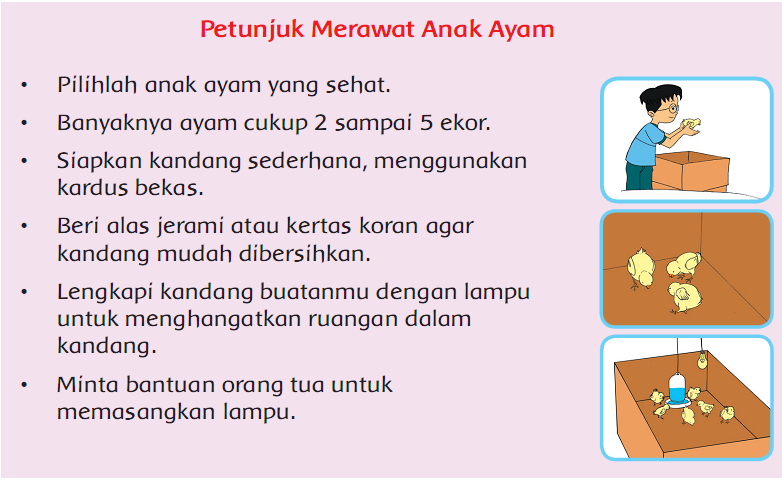 Petunjuk Merawat Anak Ayam
• Pilihlah anak ayam yang sehat.
• Banyaknya ayam cukup 2 sampai 5 ekor.
• Siapkan kandang sederhana, menggunakan
kardus bekas.
• Beri alas jerami atau kertas koran agar
kandang mudah dibersihkan.
• Lengkapi kandang buatanmu dengan lampu
untuk menghangatkan ruangan dalam
kandang.
• Minta bantuan orang tua untuk
memasangkan lampu.